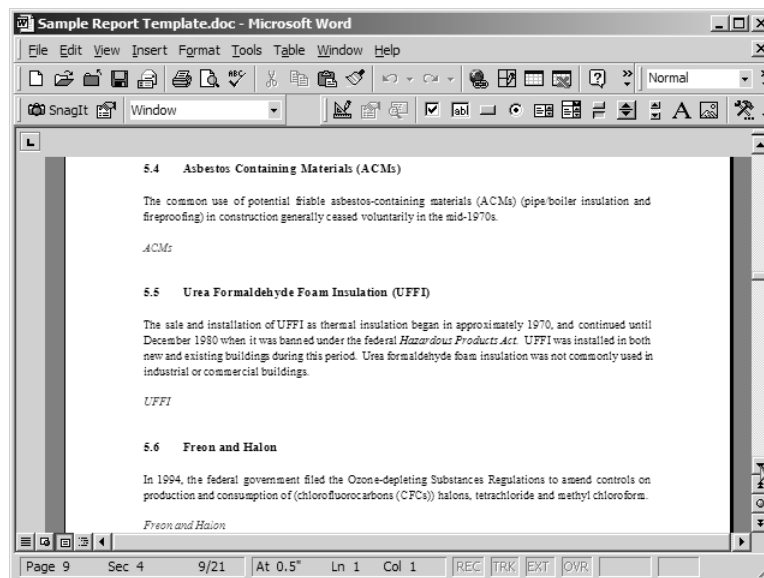 Sample Report Template.doc - Microsoft Word
File Edit View Insert Format Tools Table Window Help
ABC Normal
SnagIt Window abl A
L
5.4 Asbestos Containing Materials (ACMs)
The common use of potential friable asbestos-containing materials (ACMs) (pipe/boiler insulation and
fireproofing) in construction generally ceased voluntarily in the mid-1970s.
ACMs
5.5 Urea Formaldehyde Foam Insulation (UFFI)
The sale and installation of UFFI as thermal insulation began in approximately 1970, and continued until
December 1980 when it was banned under the federal Hazardous Products Act. UFFI was installed in both
new and existing buildings during this period. Urea formaldehyde foam insulation was not commonly used in
industrial or commercial buildings.
UFFI
5.6 Freon and Halon
In 1994, the federal government filed the Ozone-depleting Substances Regulations to amend controls on
production and consumption of (chlorofluorocarbons (CFCs)) halons, tetrachloride and methyl chloroform.
Freon and Halon
Page 9 Sec 4 9/21 At 0.5" Ln 1 Col 1 REC TRK EXT OVR